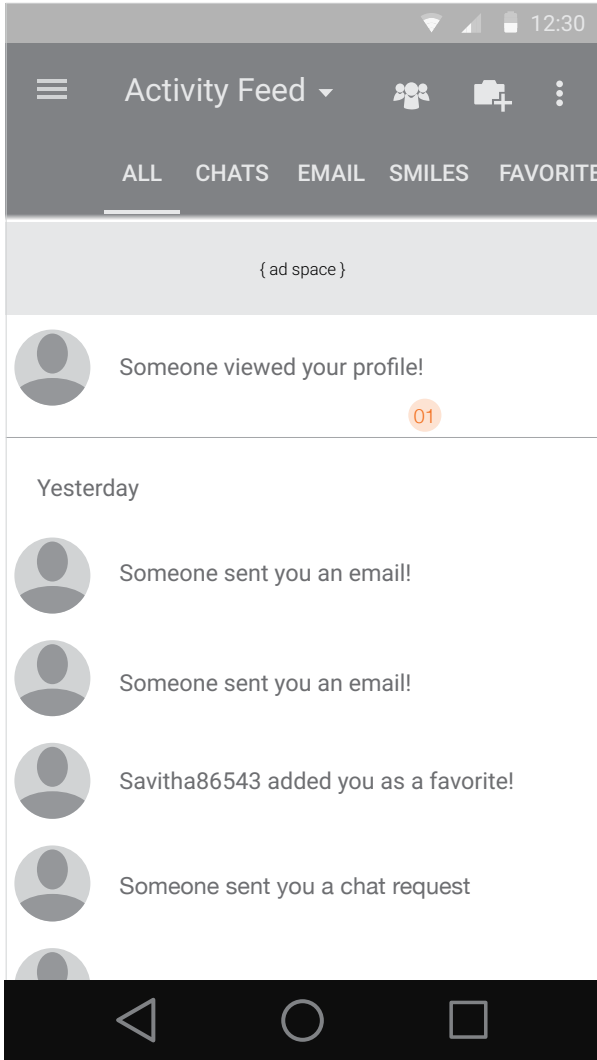 12:30
Activity Feed
ALL CHATS EMAIL SMILES FAVORITE
{ ad space }
Someone viewed your profile!
01
Yesterday
Someone sent you an email!
Someone sent you an email!
Savitha86543 added you as a favorite!
Someone sent you a chat request